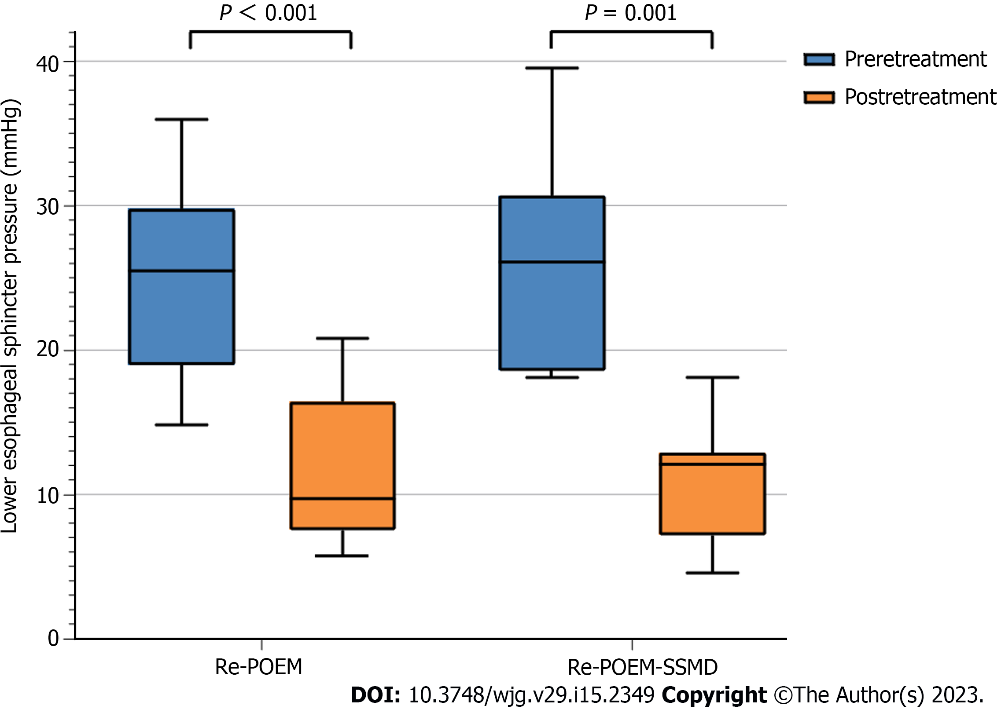 P < 0.001
P = 0.001
Preretreatment
Postretreatment
Lower esophageal sphincter pressure (mmHg)
40
30
20
10
0
Re-POEM
Re-POEM-SSMD
DOI: 10.3748/wjg.v29.i15.2349 Copyright ©The Author(s) 2023.